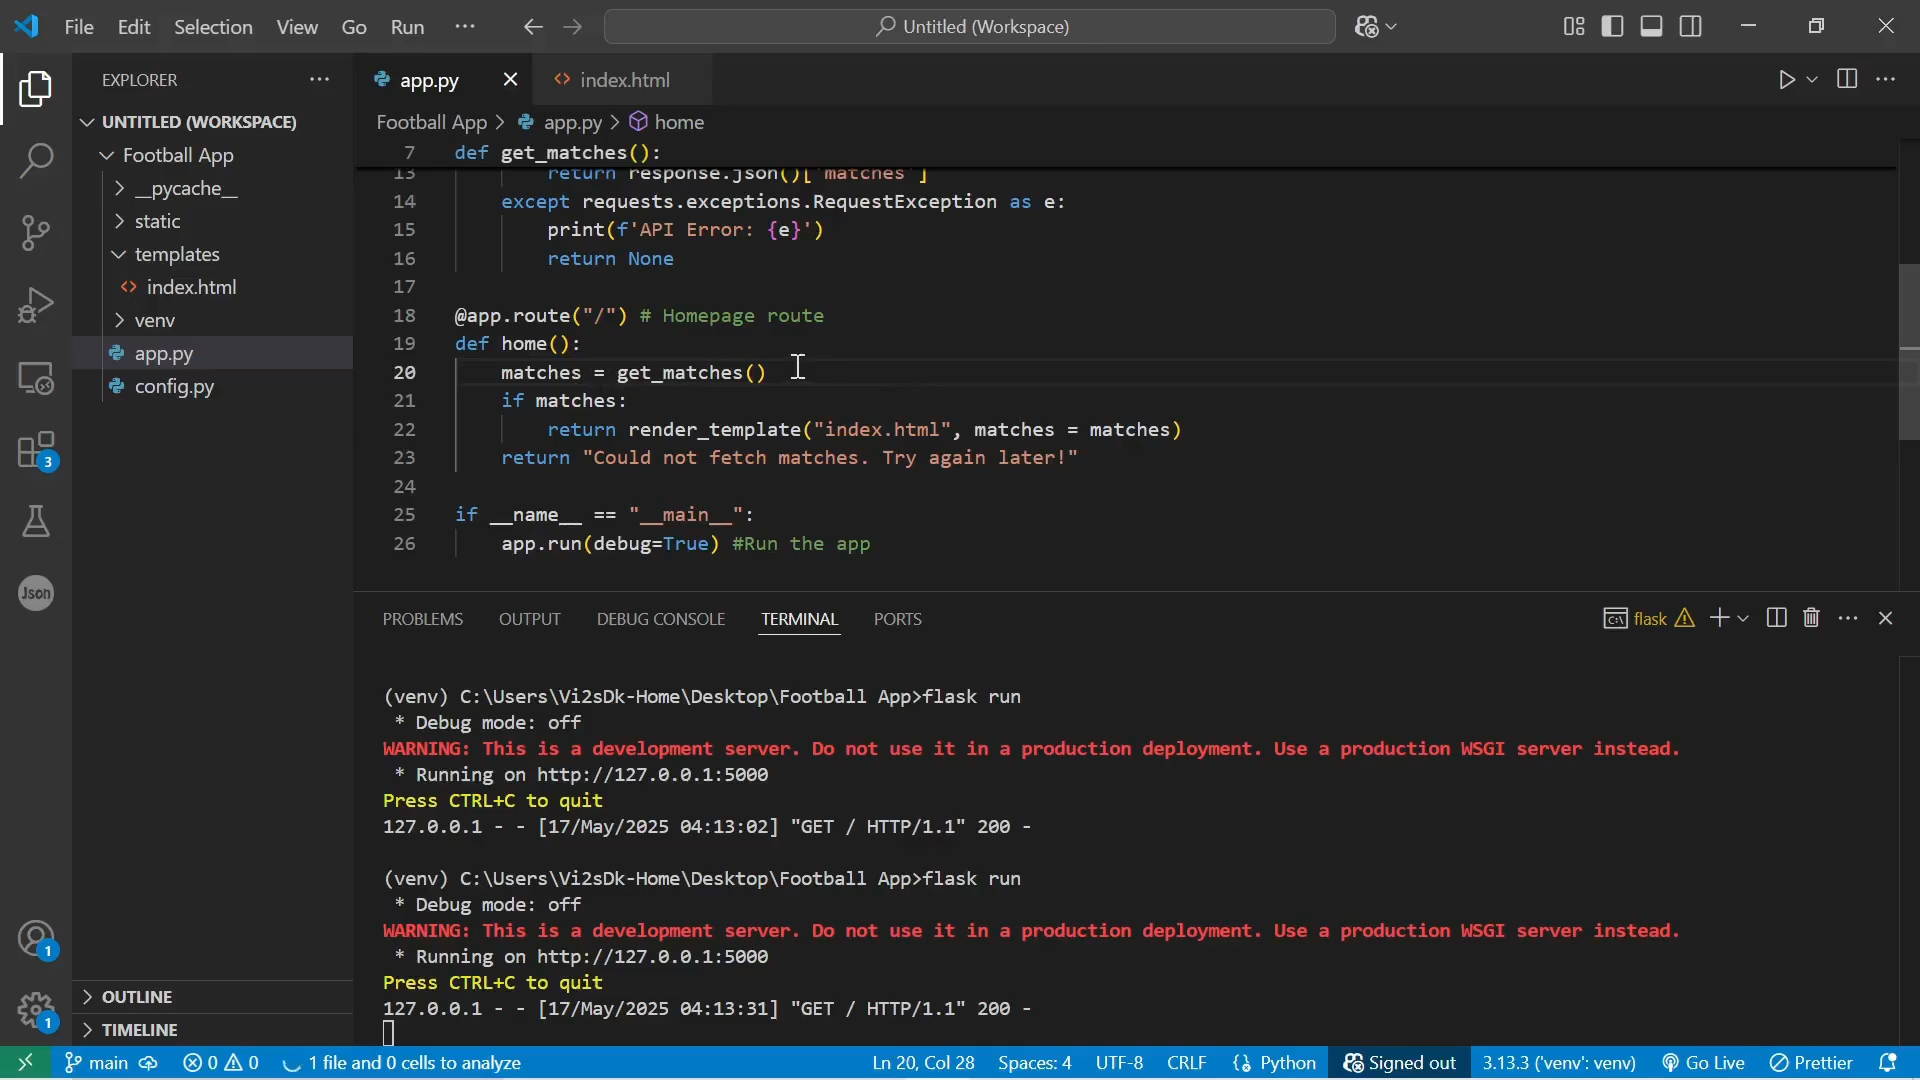 File Edit Selection View Go Run ··· Untitled (Workspace)
EXPLORER ···
UNTITLED (WORKSPACE)
Football App
__pycache__
static
templates
<> index.html
venv
app.py
config.py
OUTLINE
TIMELINE
3
Json
1
1
app.py <> index.html
Football App > app.py > home
7 def get_matches():
13 return response.json()['matches']
14 except requests.exceptions.RequestException as e:
15 print(f'API Error: {e}')
16 return None
17
18 @app.route("/") # Homepage route
19 def home():
20 matches = get_matches()
21 if matches:
22 return render_template("index.html", matches = matches)
23 return "Could not fetch matches. Try again later!"
24
25 if __name__ == "__main__":
26 app.run(debug=True) #Run the app
PROBLEMS OUTPUT DEBUG CONSOLE TERMINAL PORTS flask
(venv) C:\Users\Vi2sDk-Home\Desktop\Football App>flask run
* Debug mode: off
WARNING: This is a development server. Do not use it in a production deployment. Use a production WSGI server instead.
* Running on http://127.0.0.1:5000
Press CTRL+C to quit
127.0.0.1 - - [17/May/2025 04:13:02] "GET / HTTP/1.1" 200 -
(venv) C:\Users\Vi2sDk-Home\Desktop\Football App>flask run
* Debug mode: off
WARNING: This is a development server. Do not use it in a production deployment. Use a production WSGI server instead.
* Running on http://127.0.0.1:5000
Press CTRL+C to quit
127.0.0.1 - - [17/May/2025 04:13:31] "GET / HTTP/1.1" 200 -
main 0 0 1 file and 0 cells to analyze Ln 20, Col 28 Spaces: 4 UTF-8 CRLF {} Python Signed out 3.13.3 ('venv': venv) Go Live Prettier